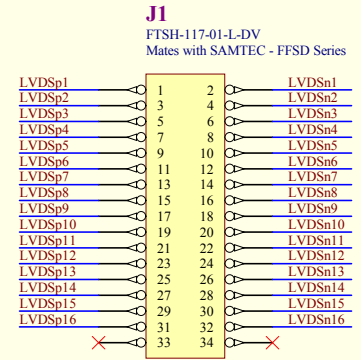 J1
FTSH-117-01-L-DV
Mates with SAMTEC - FFSD Series
LVDSp1 1 2 LVDSn1
LVDSp2 3 4 LVDSn2
LVDSp3 5 6 LVDSn3
LVDSp4 7 8 LVDSn4
LVDSp5 9 10 LVDSn5
LVDSp6 11 12 LVDSn6
LVDSp7 13 14 LVDSn7
LVDSp8 15 16 LVDSn8
LVDSp9 17 18 LVDSn9
LVDSp10 19 20 LVDSn10
LVDSp11 21 22 LVDSn11
LVDSp12 23 24 LVDSn12
LVDSp13 25 26 LVDSn13
LVDSp14 27 28 LVDSn14
LVDSp15 29 30 LVDSn15
LVDSp16 31 32 LVDSn16
33 34